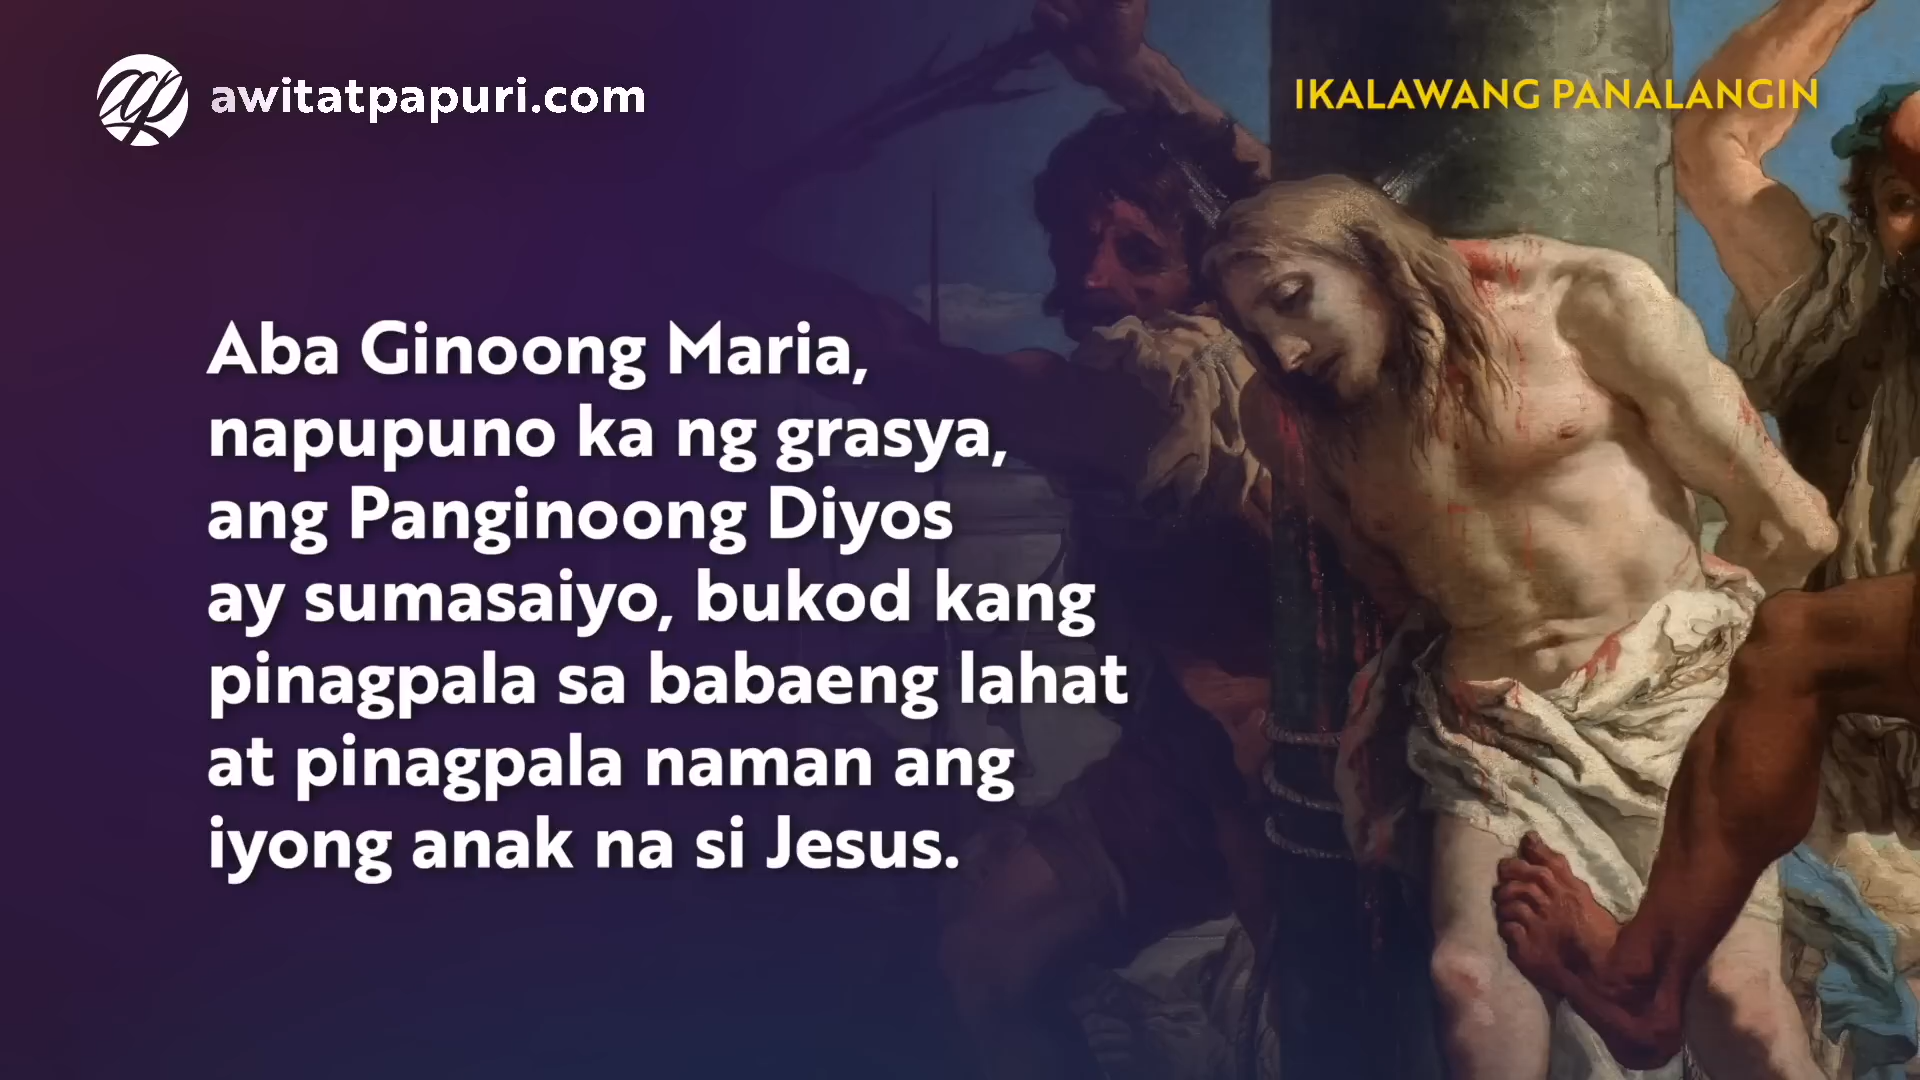 awitatpapuri.com
IKALAWANG PANALANGIN
Aba Ginoong Maria,
napupuno ka ng grasya,
ang Panginoong Diyos
ay sumasaiyo, bukod kang
pinagpala sa babaeng lahat
at pinagpala naman ang
iyong anak na si Jesus.